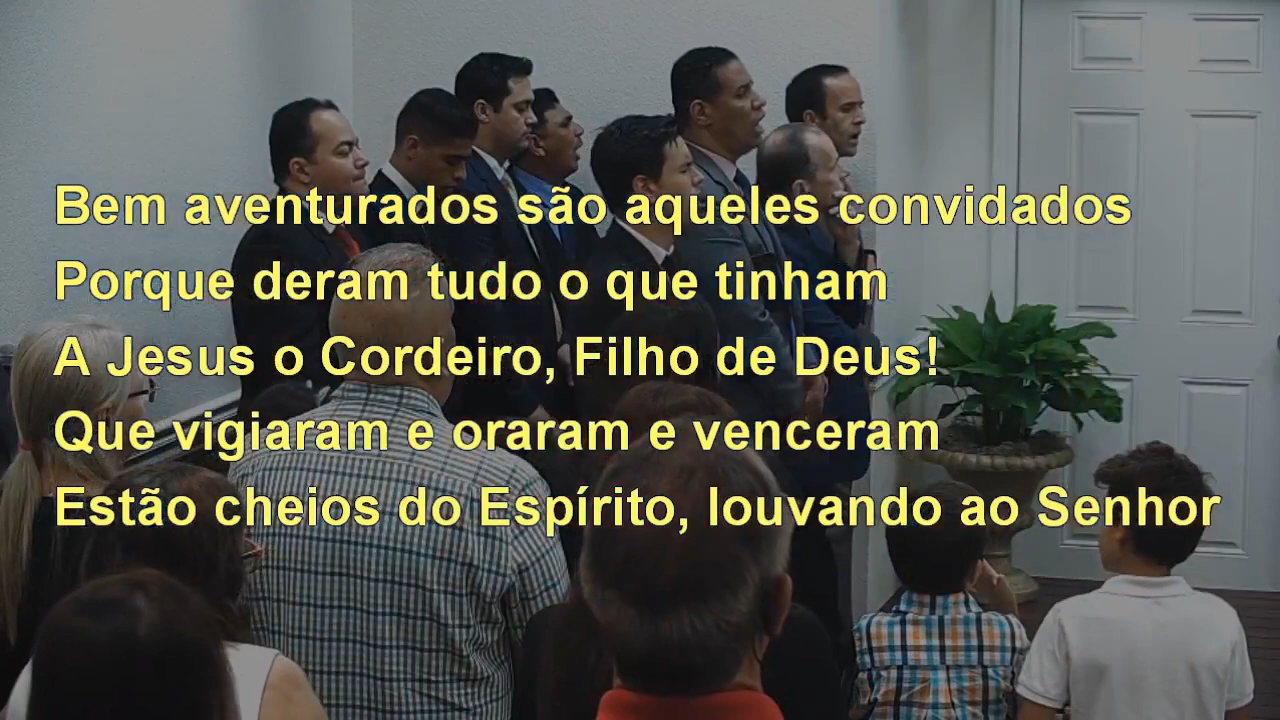 Bem aventurados são aqueles convidados
Porque deram tudo o que tinham
A Jesus o Cordeiro, Filho de Deus!
Que vigiaram e oraram e venceram
Estão cheios do Espírito, louvando ao Senhor